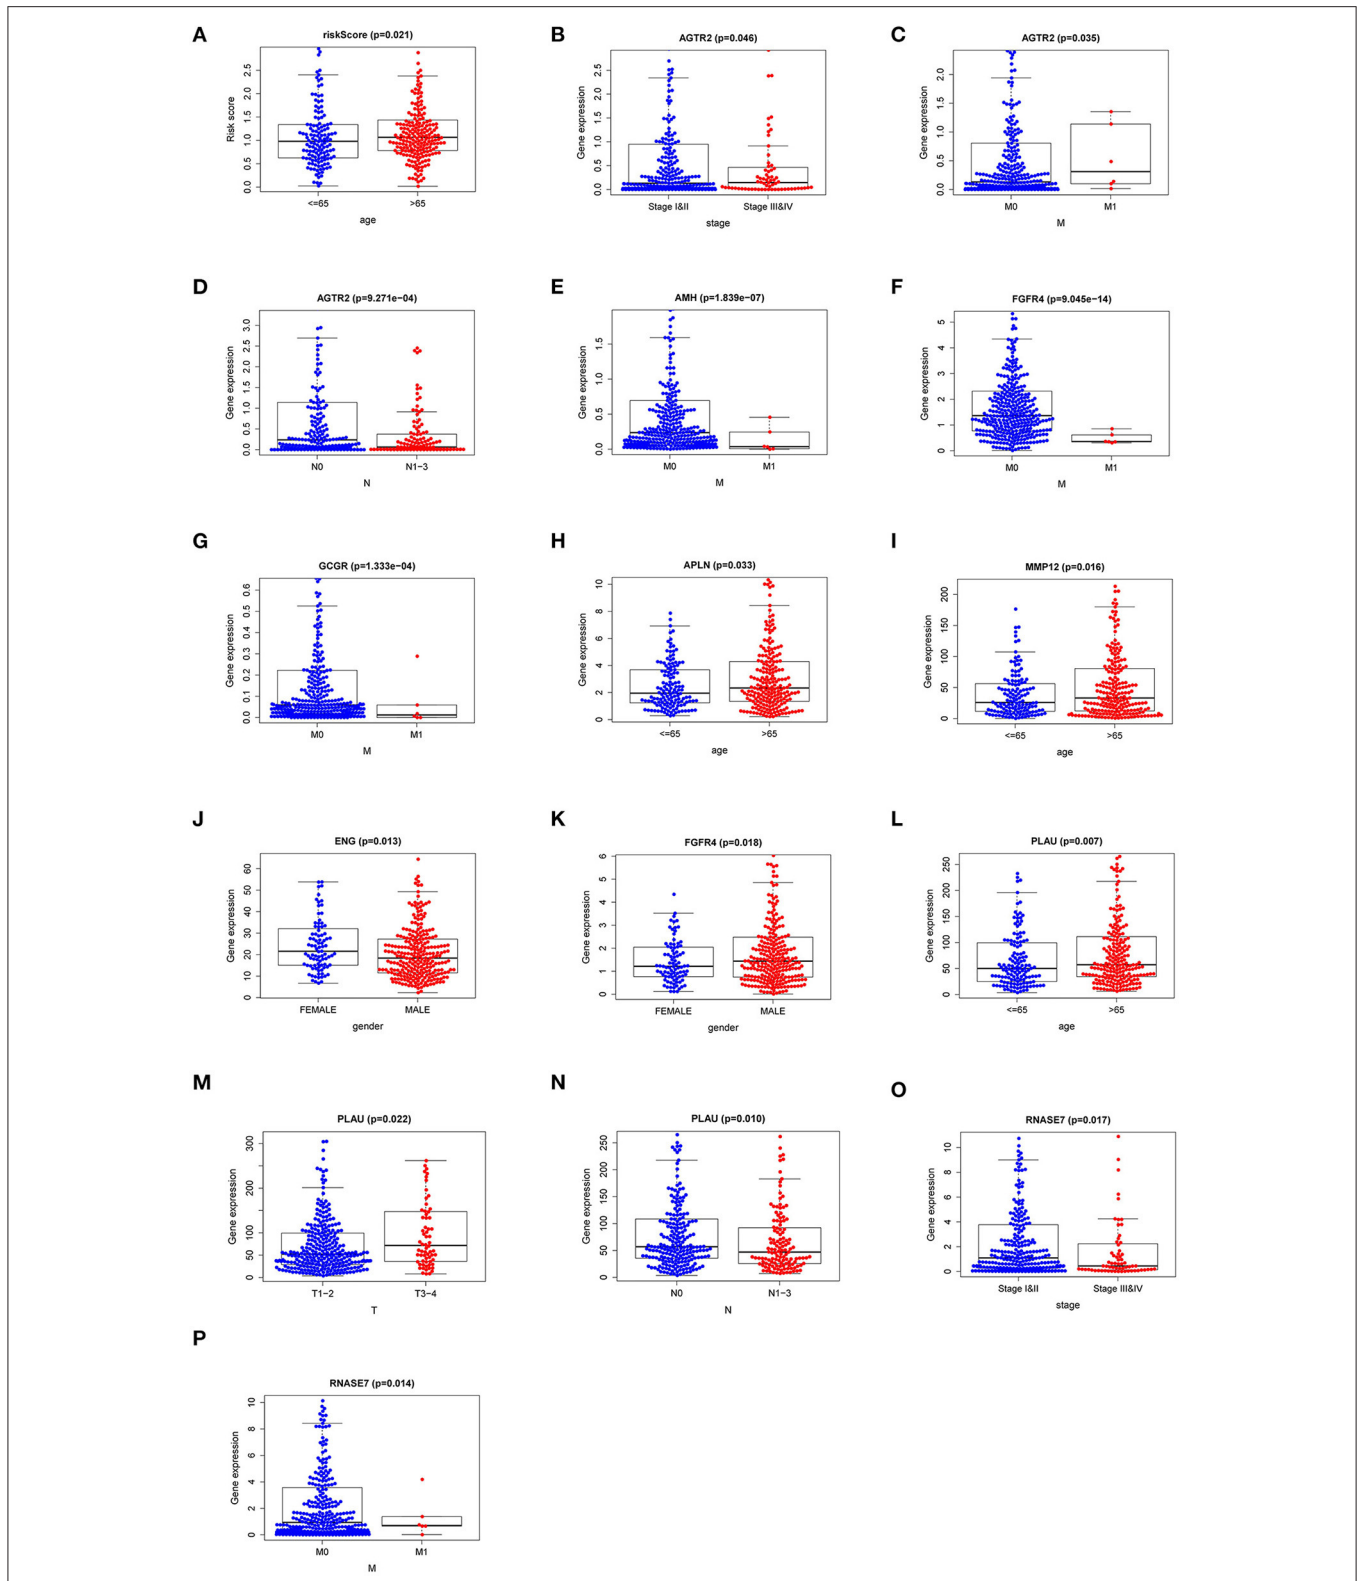 A
riskScore (p=0.021)
Risk score
0.0 0.5 1.0 1.5 2.0 2.5
<=65 >65
age
B
AGTR2 (p=0.046)
Gene expression
0.0 0.5 1.0 1.5 2.0 2.5
Stage I&II Stage III&IV
stage
C
AGTR2 (p=0.035)
Gene expression
0.0 0.5 1.0 1.5 2.0
M0 M1
M
D
AGTR2 (p=9.271e−04)
Gene expression
0.0 0.5 1.0 1.5 2.0 2.5 3.0
N0 N1−3
N
E
AMH (p=1.839e−07)
Gene expression
0.0 0.5 1.0 1.5
M0 M1
M
F
FGFR4 (p=9.045e−14)
Gene expression
0 1 2 3 4 5
M0 M1
M
G
GCGR (p=1.333e−04)
Gene expression
0.0 0.1 0.2 0.3 0.4 0.5 0.6
M0 M1
M
H
APLN (p=0.033)
Gene expression
0 2 4 6 8 10
<=65 >65
age
I
MMP12 (p=0.016)
Gene expression
0 50 100 150 200
<=65 >65
age
J
ENG (p=0.013)
Gene expression
0 10 20 30 40 50 60
FEMALE MALE
gender
K
FGFR4 (p=0.018)
Gene expression
0 1 2 3 4 5 6
FEMALE MALE
gender
L
PLAU (p=0.007)
Gene expression
0 50 100 150 200 250
<=65 >65
age
M
PLAU (p=0.022)
Gene expression
0 50 100 200 300
T1−2 T3−4
T
N
PLAU (p=0.010)
Gene expression
0 50 100 150 200 250
N0 N1−3
N
O
RNASE7 (p=0.017)
Gene expression
0 2 4 6 8 10
Stage I&II Stage III&IV
stage
P
RNASE7 (p=0.014)
Gene expression
0 2 4 6 8 10
M0 M1
M